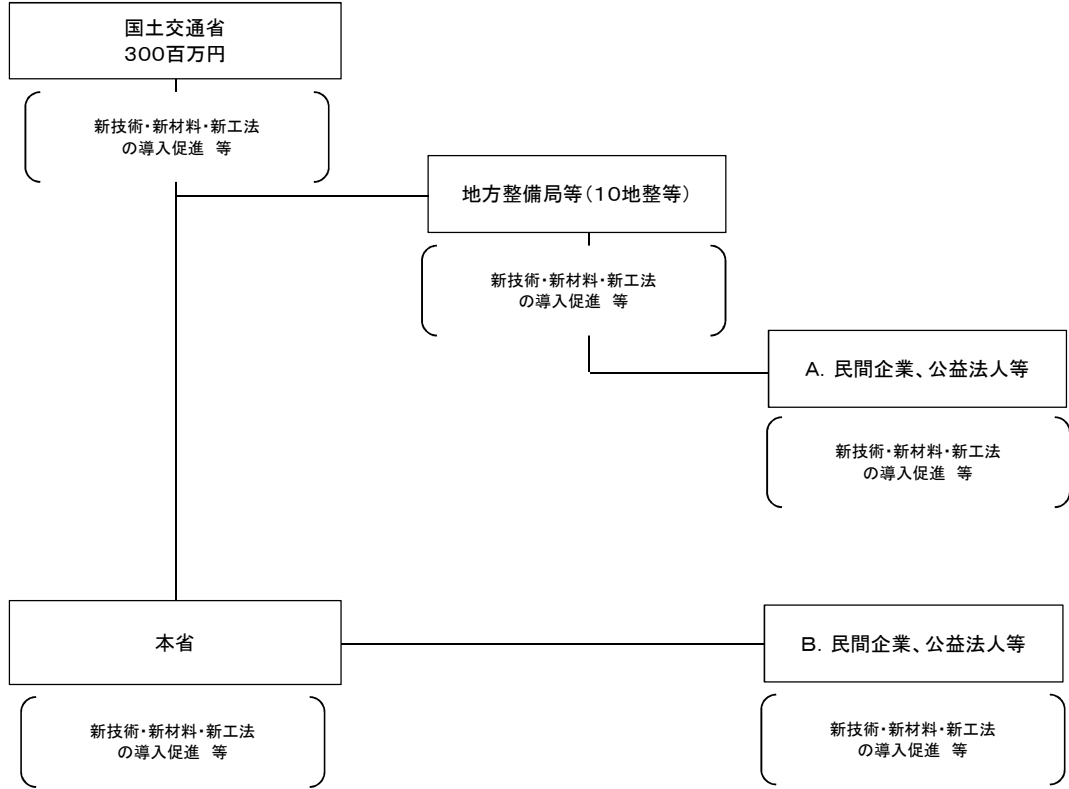 国土交通省
300百万円
新技術・新材料・新工法
の導入促進　等
地方整備局等（10地整等）
新技術・新材料・新工法
の導入促進　等
A．民間企業、公益法人等
新技術・新材料・新工法
の導入促進　等
本省
B．民間企業、公益法人等
新技術・新材料・新工法
の導入促進　等
新技術・新材料・新工法
の導入促進　等